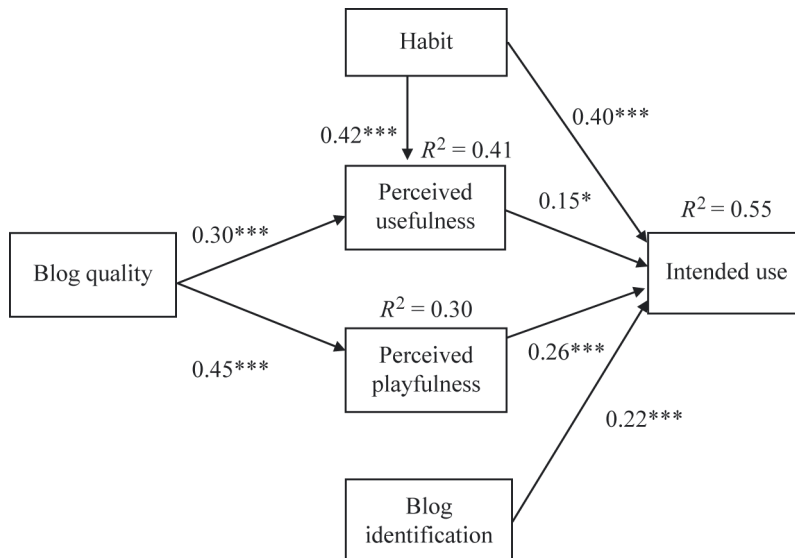 Habit
0.42***
0.40***
R² = 0.41
Perceived
usefulness
0.15*
R² = 0.55
0.30***
Blog quality
Intended use
R² = 0.30
0.45***
Perceived
playfulness
0.26***
0.22***
Blog
identification